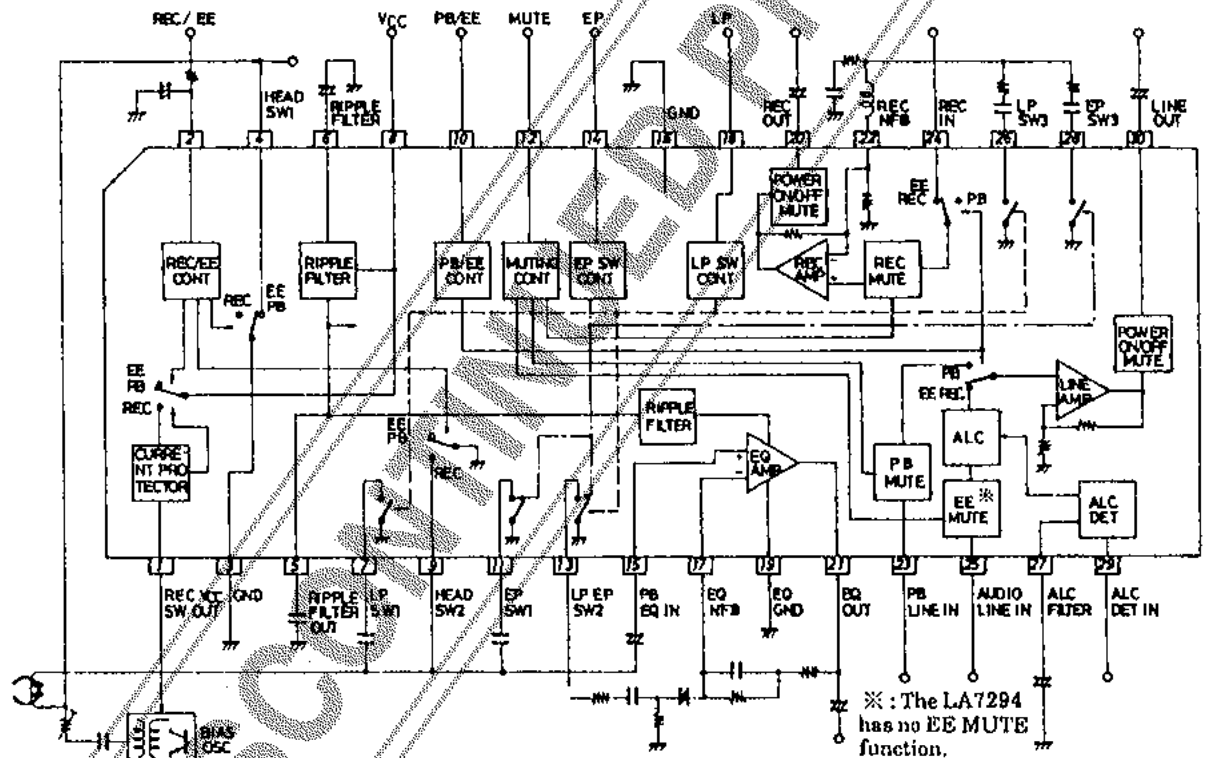 REC/ EE
VCC
PB/EE
MUTE
EP
LP
HEAD
SW1
RIPPLE
FILTER
GND
REC
OUT
REC
NFB
REC
IN
LP
SW3
EP
SW3
LINE
OUT
2
4
6
8
10
12
14
16
18
20
22
24
26
28
30
POWER
ON/OFF
MUTE
EE
REC
PB
REC/EE
CONT
RIPPLE
FILTER
PB/EE
CONT
MUTING
CONT
EP SW
CONT
LP SW
CONT
REC
AMP
REC
MUTE
REC
EE
PB
POWER
ON/OFF
MUTE
EE
PB
REC
PB
EE REC
LINE
AMP
CURRE
NT PRO
TECTOR
EE
PB
REC
RIPPLE
FILTER
EQ
AMP
ALC
PB
MUTE
EE ※
MUTE
ALC
DET
1
3
5
7
9
11
13
15
17
19
21
23
25
27
29
REC VCC
SW OUT
GND
RIPPLE
FILTER
OUT
LP
SW1
HEAD
SW2
EP
SW1
LP EP
SW2
PB
EQ IN
EQ
NFB
EQ
GND
EQ
OUT
PB
LINE IN
AUDIO
LINE IN
ALC
FILTER
ALC
DET IN
BIAS
OSC
※ : The LA7294
has no EE MUTE
function.
DISCONTINUED PR